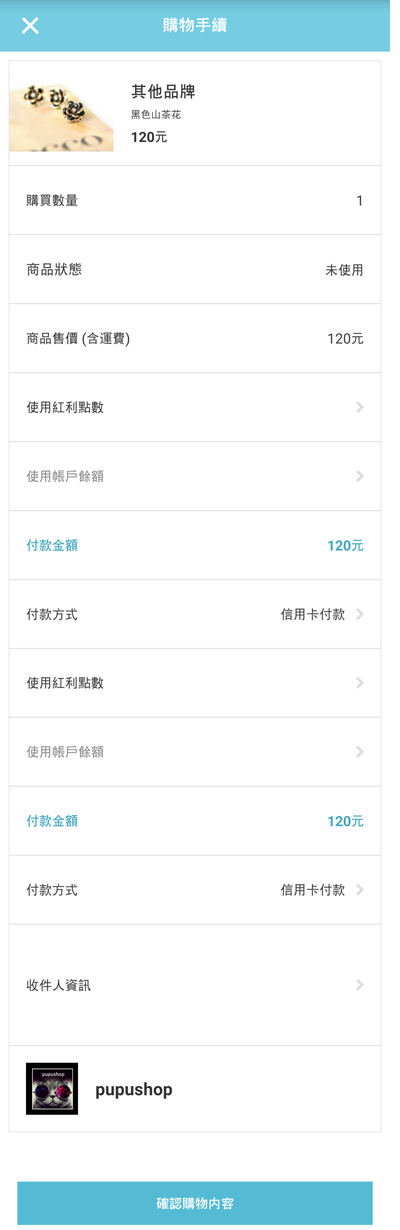 購物手續
其他品牌
黑色山茶花
120元
購買數量 1
商品狀態 未使用
商品售價 (含運費) 120元
使用紅利點數
使用帳戶餘額
付款金額 120元
付款方式 信用卡付款
使用紅利點數
使用帳戶餘額
付款金額 120元
付款方式 信用卡付款
收件人資訊
pupushop
pupushop
確認購物內容